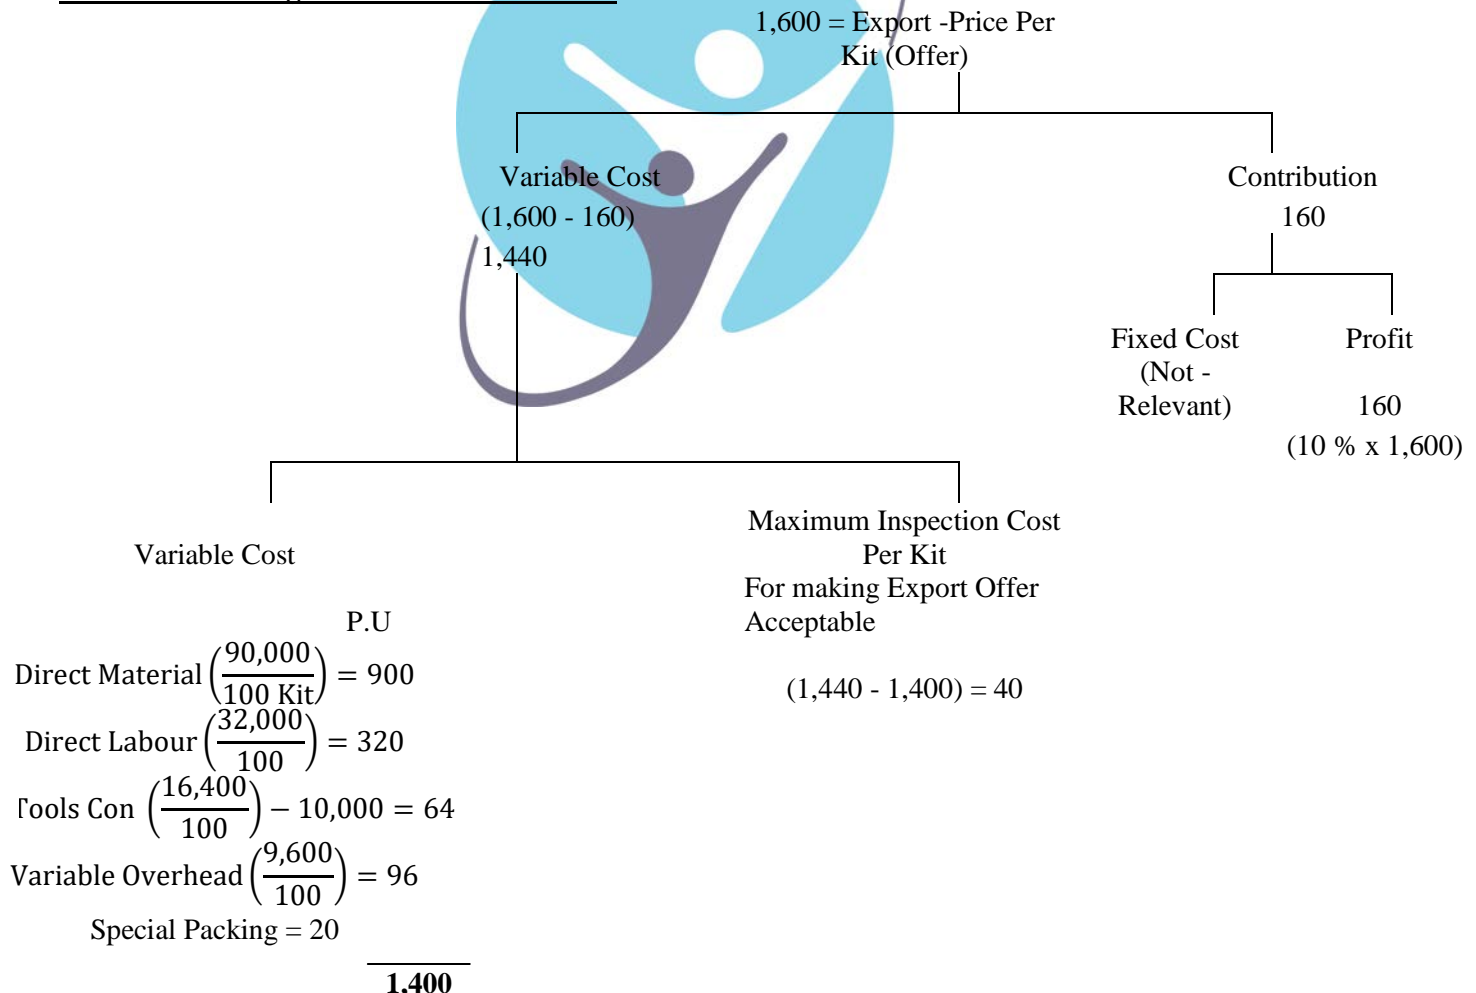 1,600 = Export -Price Per
Kit (Offer)
Variable Cost
(1,600 - 160)
1,440
Contribution
160
Fixed Cost
(Not -
Relevant)
Profit
160
(10 % x 1,600)
Variable Cost
P.U
Direct Material (90,000/100 Kit) = 900
Direct Labour (32,000/100) = 320
Tools Con (16,400/100) − 10,000 = 64
Variable Overhead (9,600/100) = 96
Special Packing = 20
1,400
Maximum Inspection Cost
Per Kit
For making Export Offer
Acceptable
(1,440 - 1,400) = 40